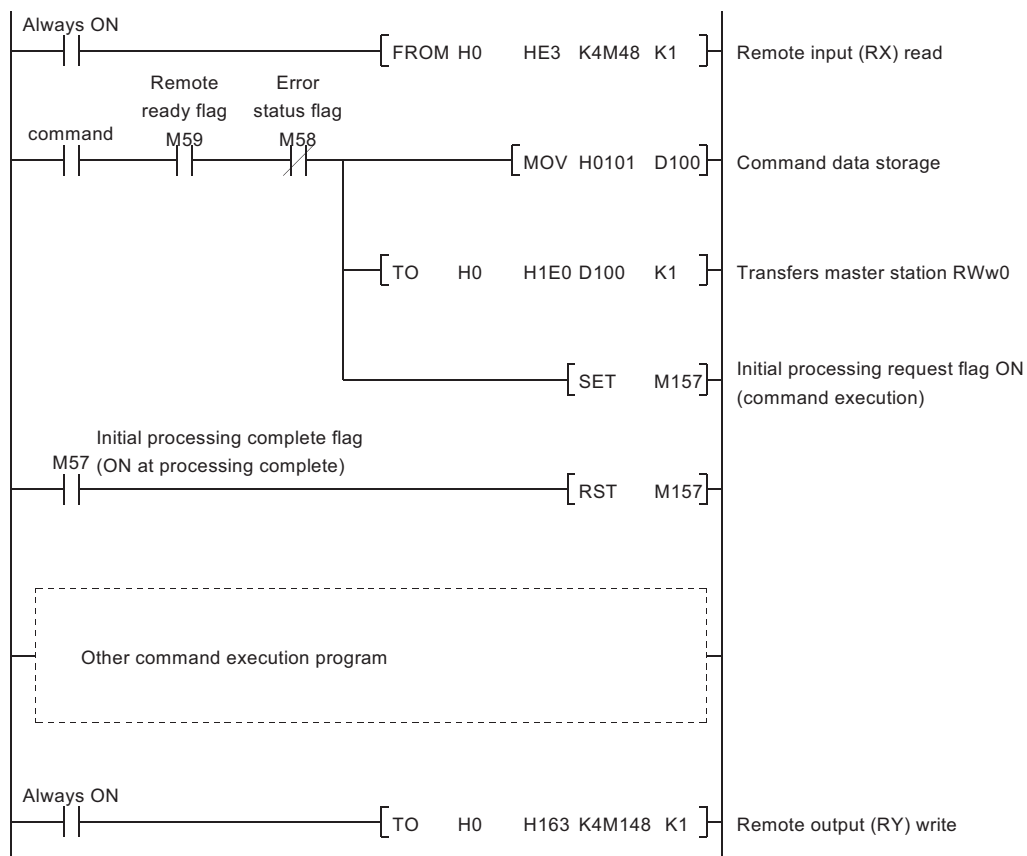 Always ON
FROM H0 HE3 K4M48 K1 Remote input (RX) read
Remote ready flag M59
Error status flag M58
command
MOV H0101 D100 Command data storage
TO H0 H1E0 D100 K1 Transfers master station RWw0
SET M157 Initial processing request flag ON
(command execution)
Initial processing complete flag
M57 (ON at processing complete)
RST M157
Other command execution program
Always ON
TO H0 H163 K4M148 K1 Remote output (RY) write